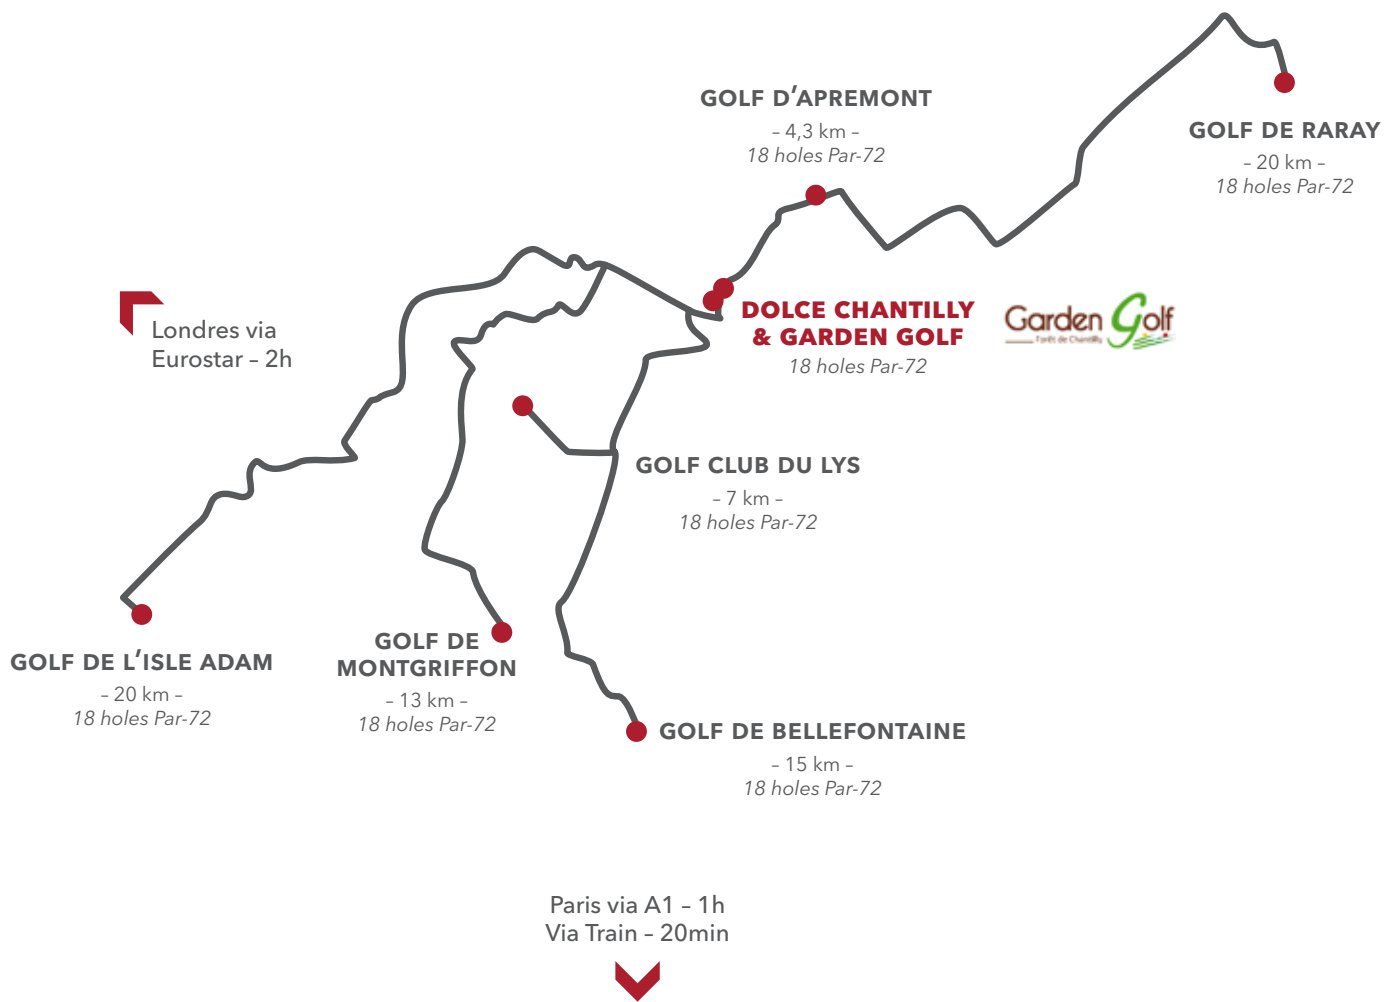 GOLF D'APREMONT
– 4,3 km –
18 holes Par-72
GOLF DE RARAY
– 20 km –
18 holes Par-72
Londres via
Eurostar – 2h
DOLCE CHANTILLY
& GARDEN GOLF
18 holes Par-72
Garden Golf
Forêt de Chantilly
GOLF CLUB DU LYS
– 7 km –
18 holes Par-72
GOLF DE L'ISLE ADAM
– 20 km –
18 holes Par-72
GOLF DE
MONTGRIFFON
– 13 km –
18 holes Par-72
GOLF DE BELLEFONTAINE
– 15 km –
18 holes Par-72
Paris via A1 – 1h
Via Train – 20min